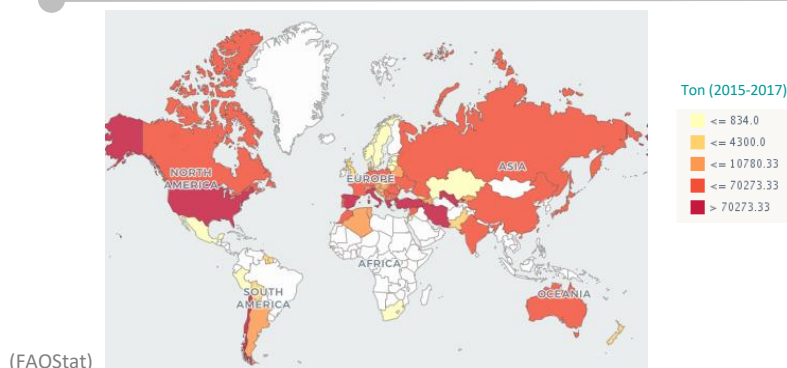 Ton (2015-2017)
<= 834.0
<= 4300.0
<= 10780.33
<= 70273.33
> 70273.33
NORTH
AMERICA
EUROPE
ASIA
AFRICA
SOUTH
AMERICA
OCEANIA
(FAOStat)